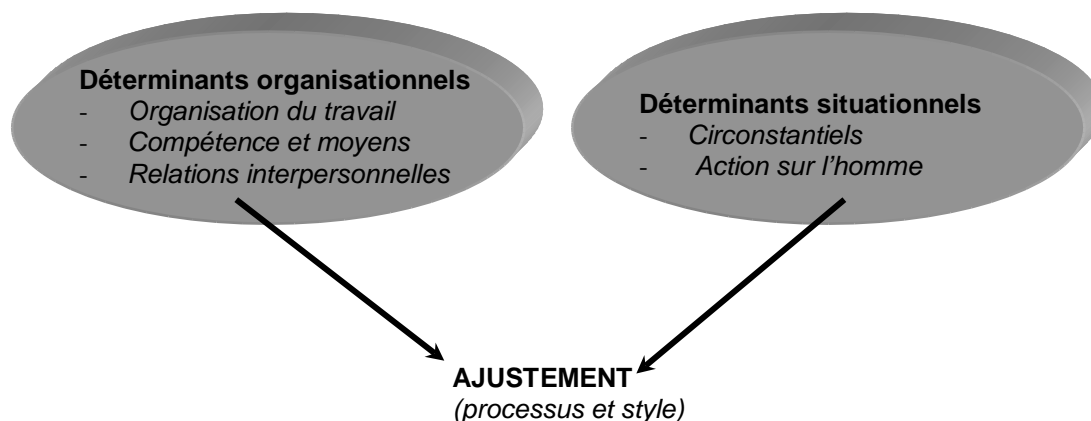 Déterminants organisationnels
- Organisation du travail
- Compétence et moyens
- Relations interpersonnelles
Déterminants situationnels
- Circonstantiels
- Action sur l'homme
AJUSTEMENT
(processus et style)